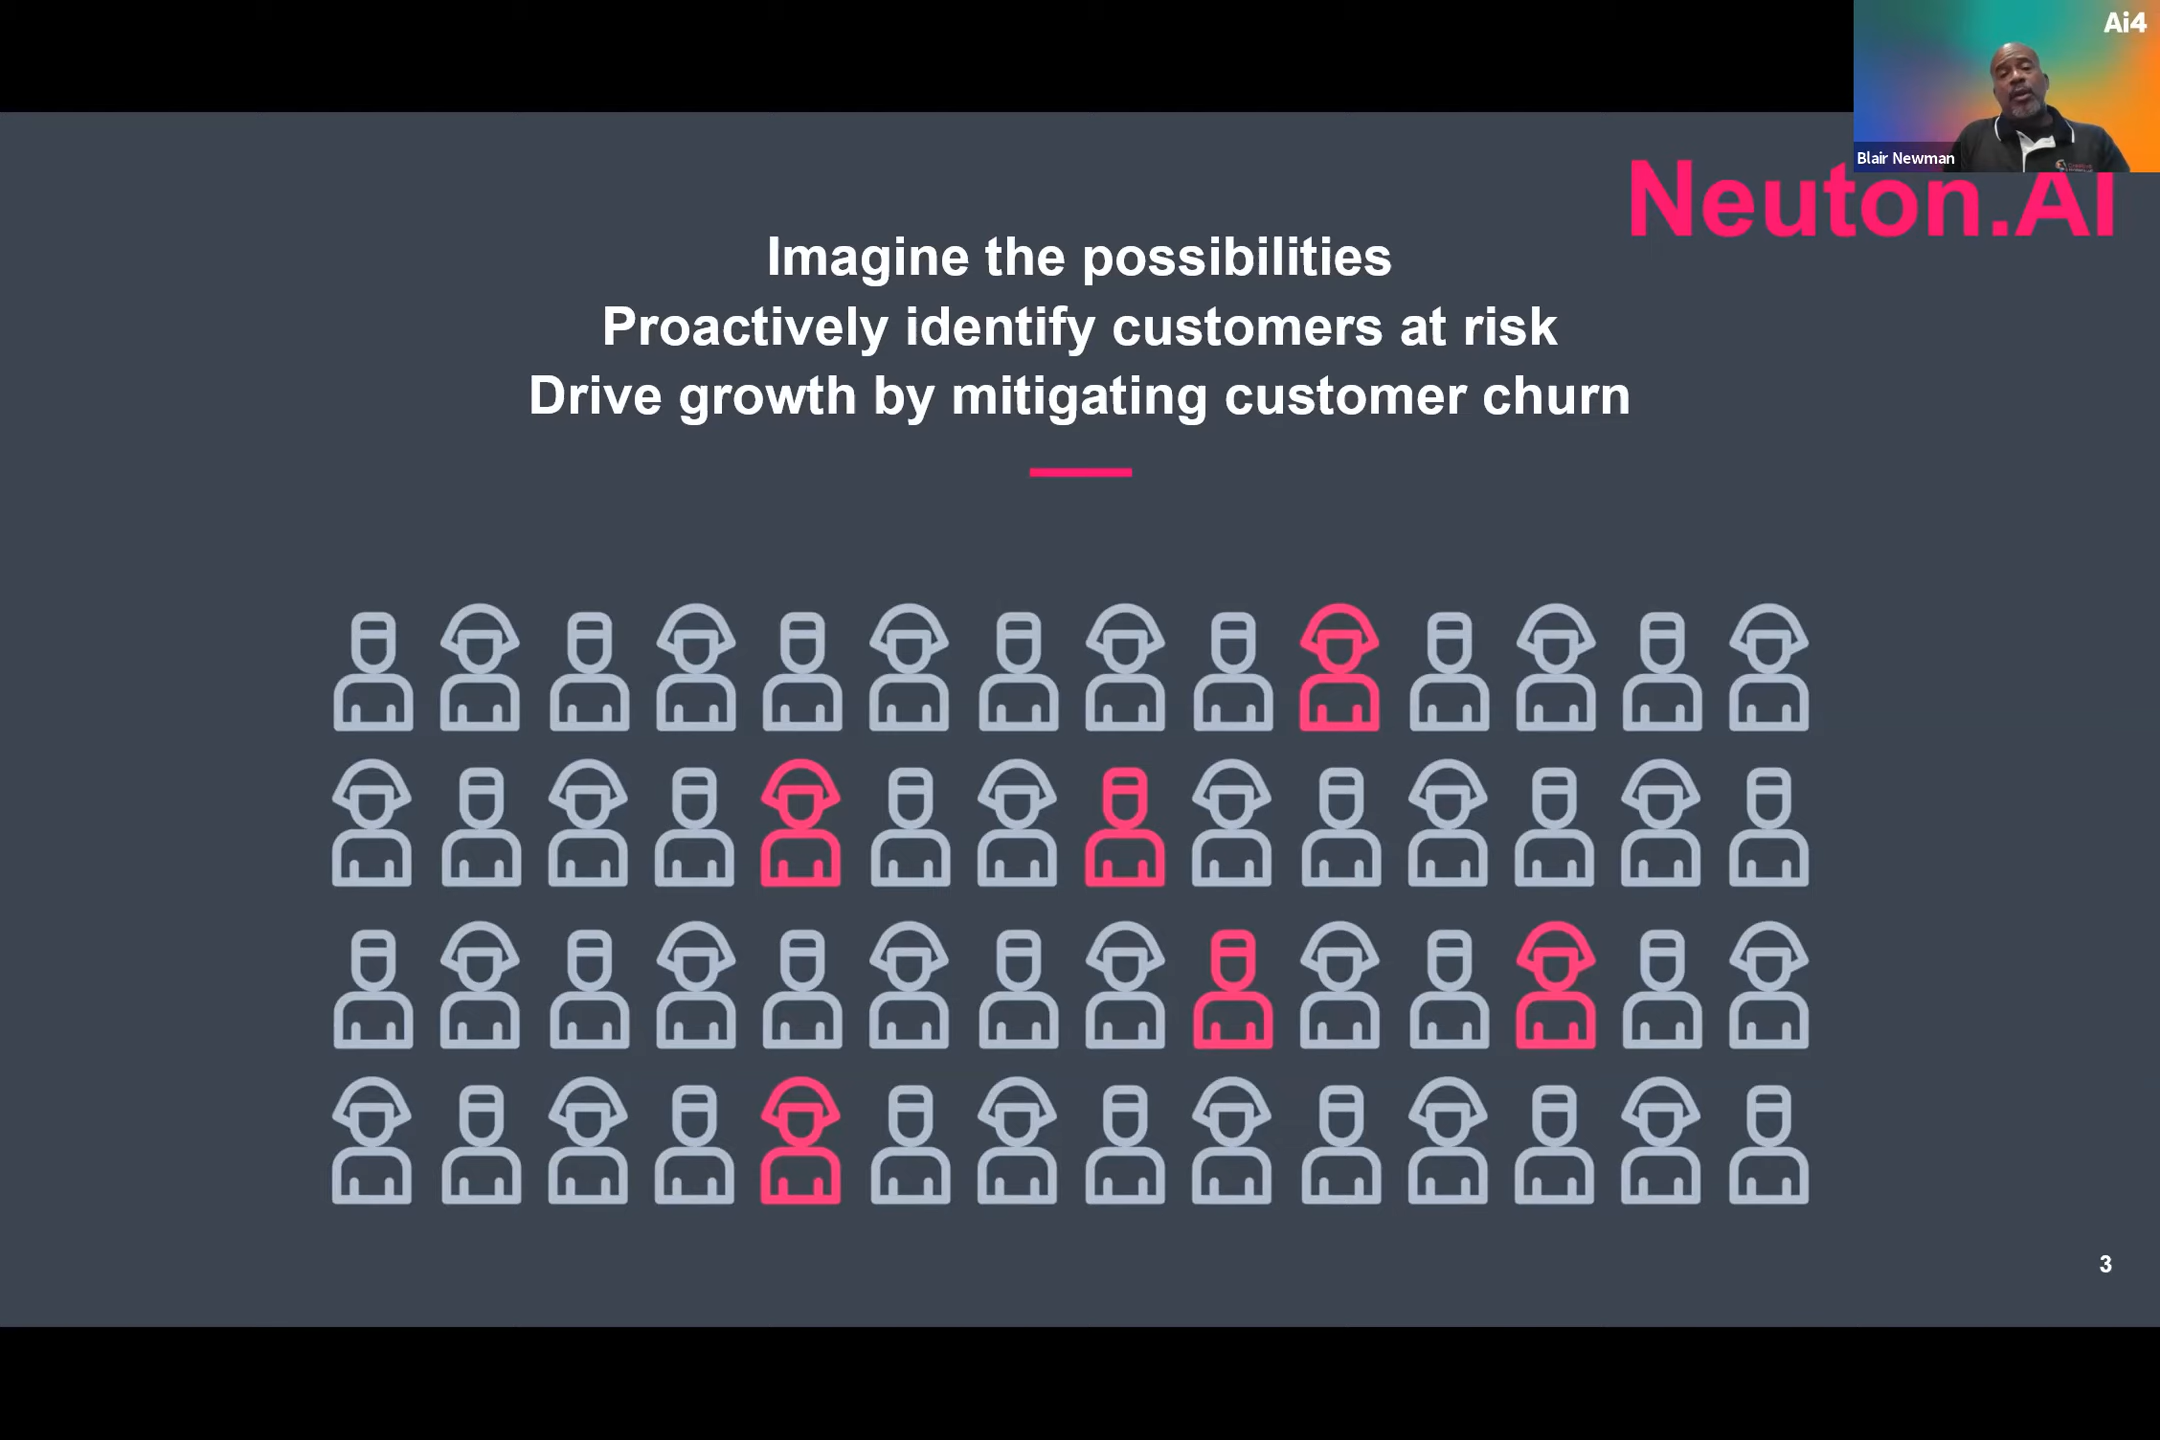 Ai4
Blair Newman
Neuton.AI
Imagine the possibilities
Proactively identify customers at risk
Drive growth by mitigating customer churn
3